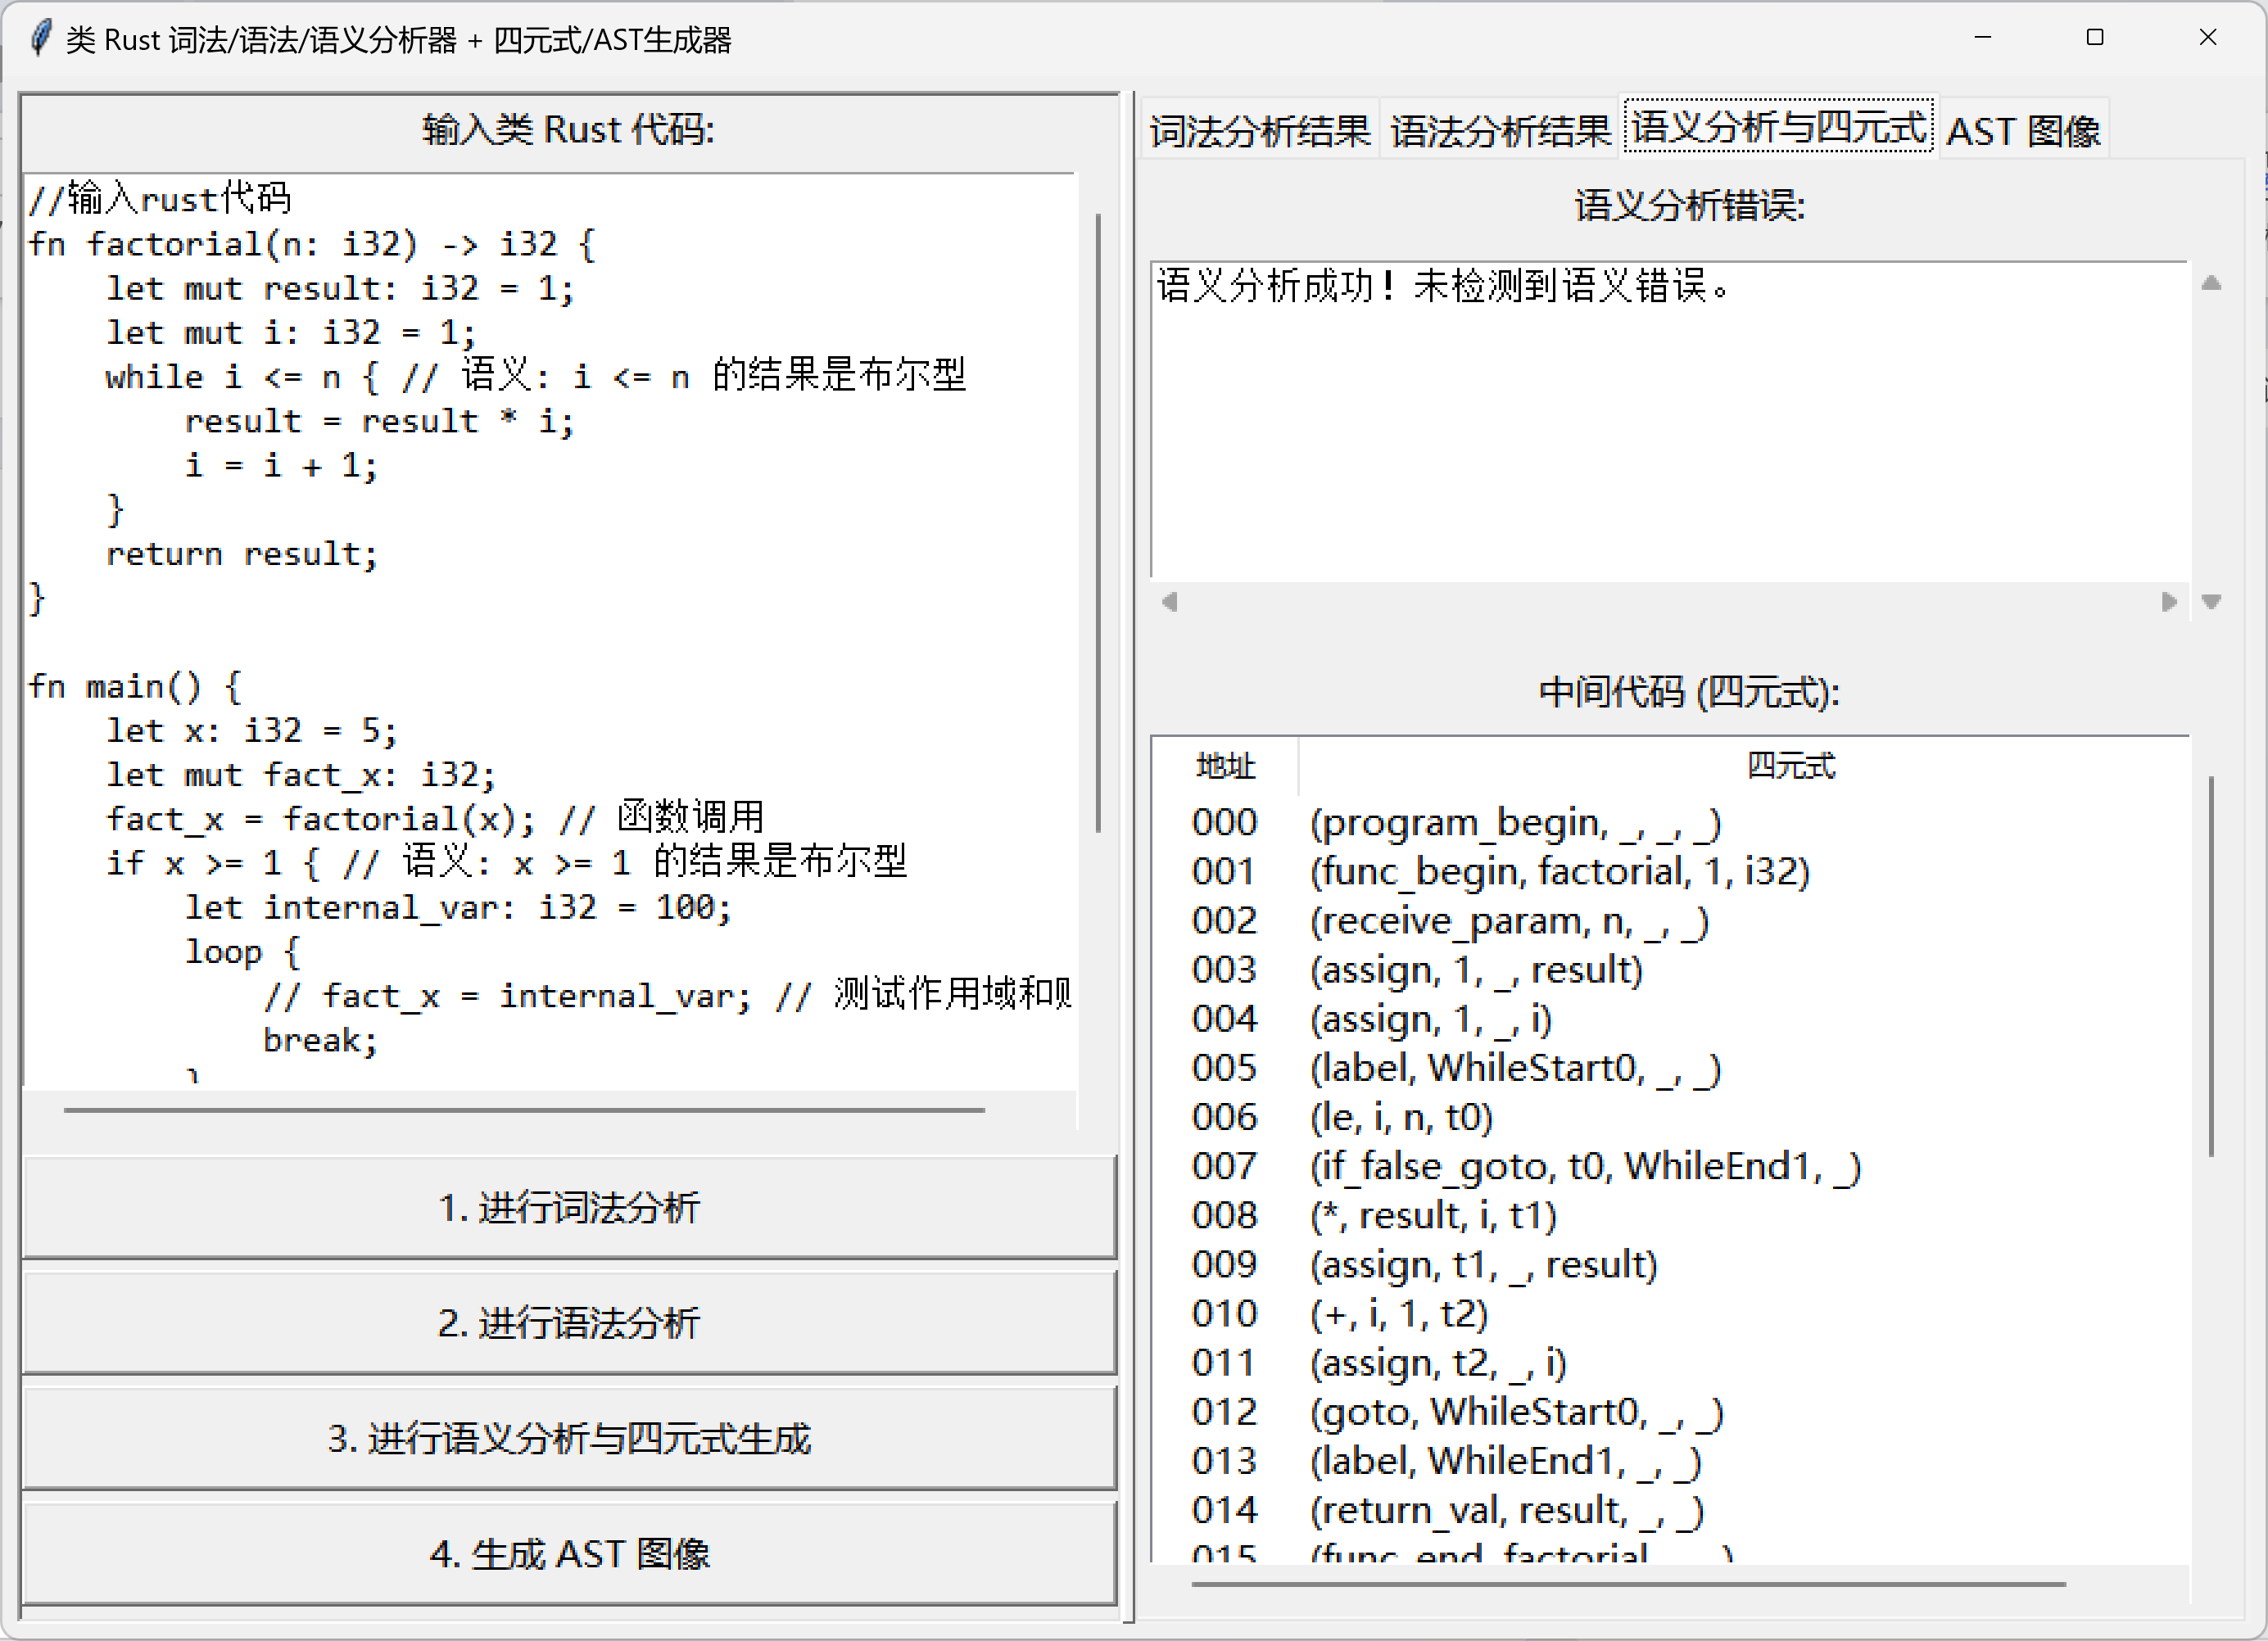 类 Rust 词法/语法/语义分析器 + 四元式/AST生成器
输入类 Rust 代码:
//输入rust代码
fn factorial(n: i32) -> i32 {
    let mut result: i32 = 1;
    let mut i: i32 = 1;
    while i <= n { // 语义: i <= n 的结果是布尔型
        result = result * i;
        i = i + 1;
    }
    return result;
}
fn main() {
    let x: i32 = 5;
    let mut fact_x: i32;
    fact_x = factorial(x); // 函数调用
    if x >= 1 { // 语义: x >= 1 的结果是布尔型
        let internal_var: i32 = 100;
        loop {
            // fact_x = internal_var; // 测试作用域和
            break;
        }
1. 进行词法分析
2. 进行语法分析
3. 进行语义分析与四元式生成
4. 生成 AST 图像
词法分析结果 语法分析结果 语义分析与四元式 AST 图像
语义分析错误:
语义分析成功! 未检测到语义错误。
中间代码 (四元式):
地址 四元式
000 (program_begin, _, _, _)
001 (func_begin, factorial, 1, i32)
002 (receive_param, n, _, _)
003 (assign, 1, _, result)
004 (assign, 1, _, i)
005 (label, WhileStart0, _, _)
006 (le, i, n, t0)
007 (if_false_goto, t0, WhileEnd1, _)
008 (*, result, i, t1)
009 (assign, t1, _, result)
010 (+, i, 1, t2)
011 (assign, t2, _, i)
012 (goto, WhileStart0, _, _)
013 (label, WhileEnd1, _, _)
014 (return_val, result, _, _)
015 (func_end, factorial, _, _)